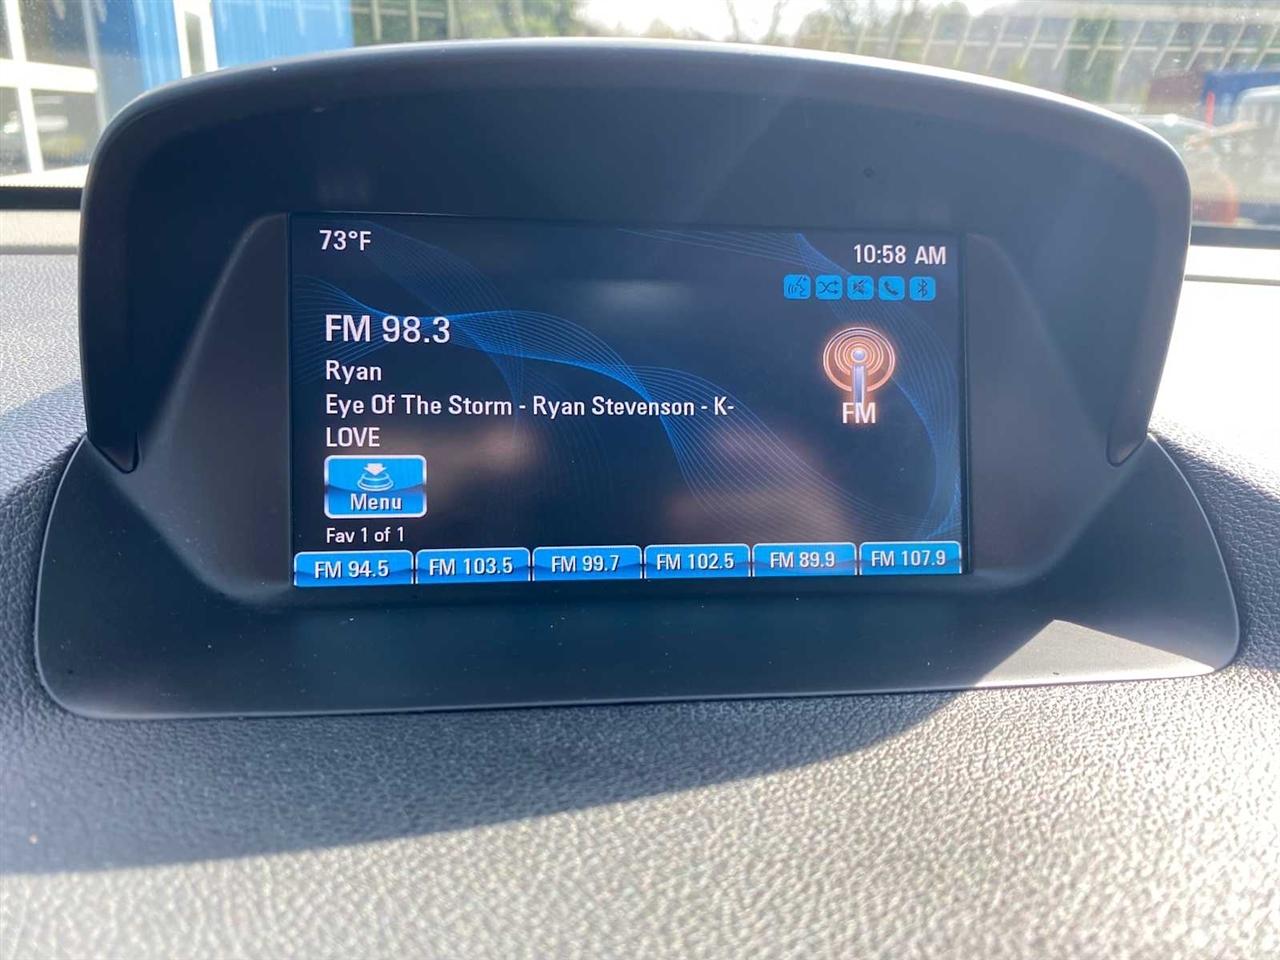 73°F
10:58 AM
FM 98.3
Ryan
Eye Of The Storm - Ryan Stevenson - K-
LOVE
FM
Menu
Fav 1 of 1
FM 94.5 FM 103.5 FM 99.7 FM 102.5 FM 89.9 FM 107.9